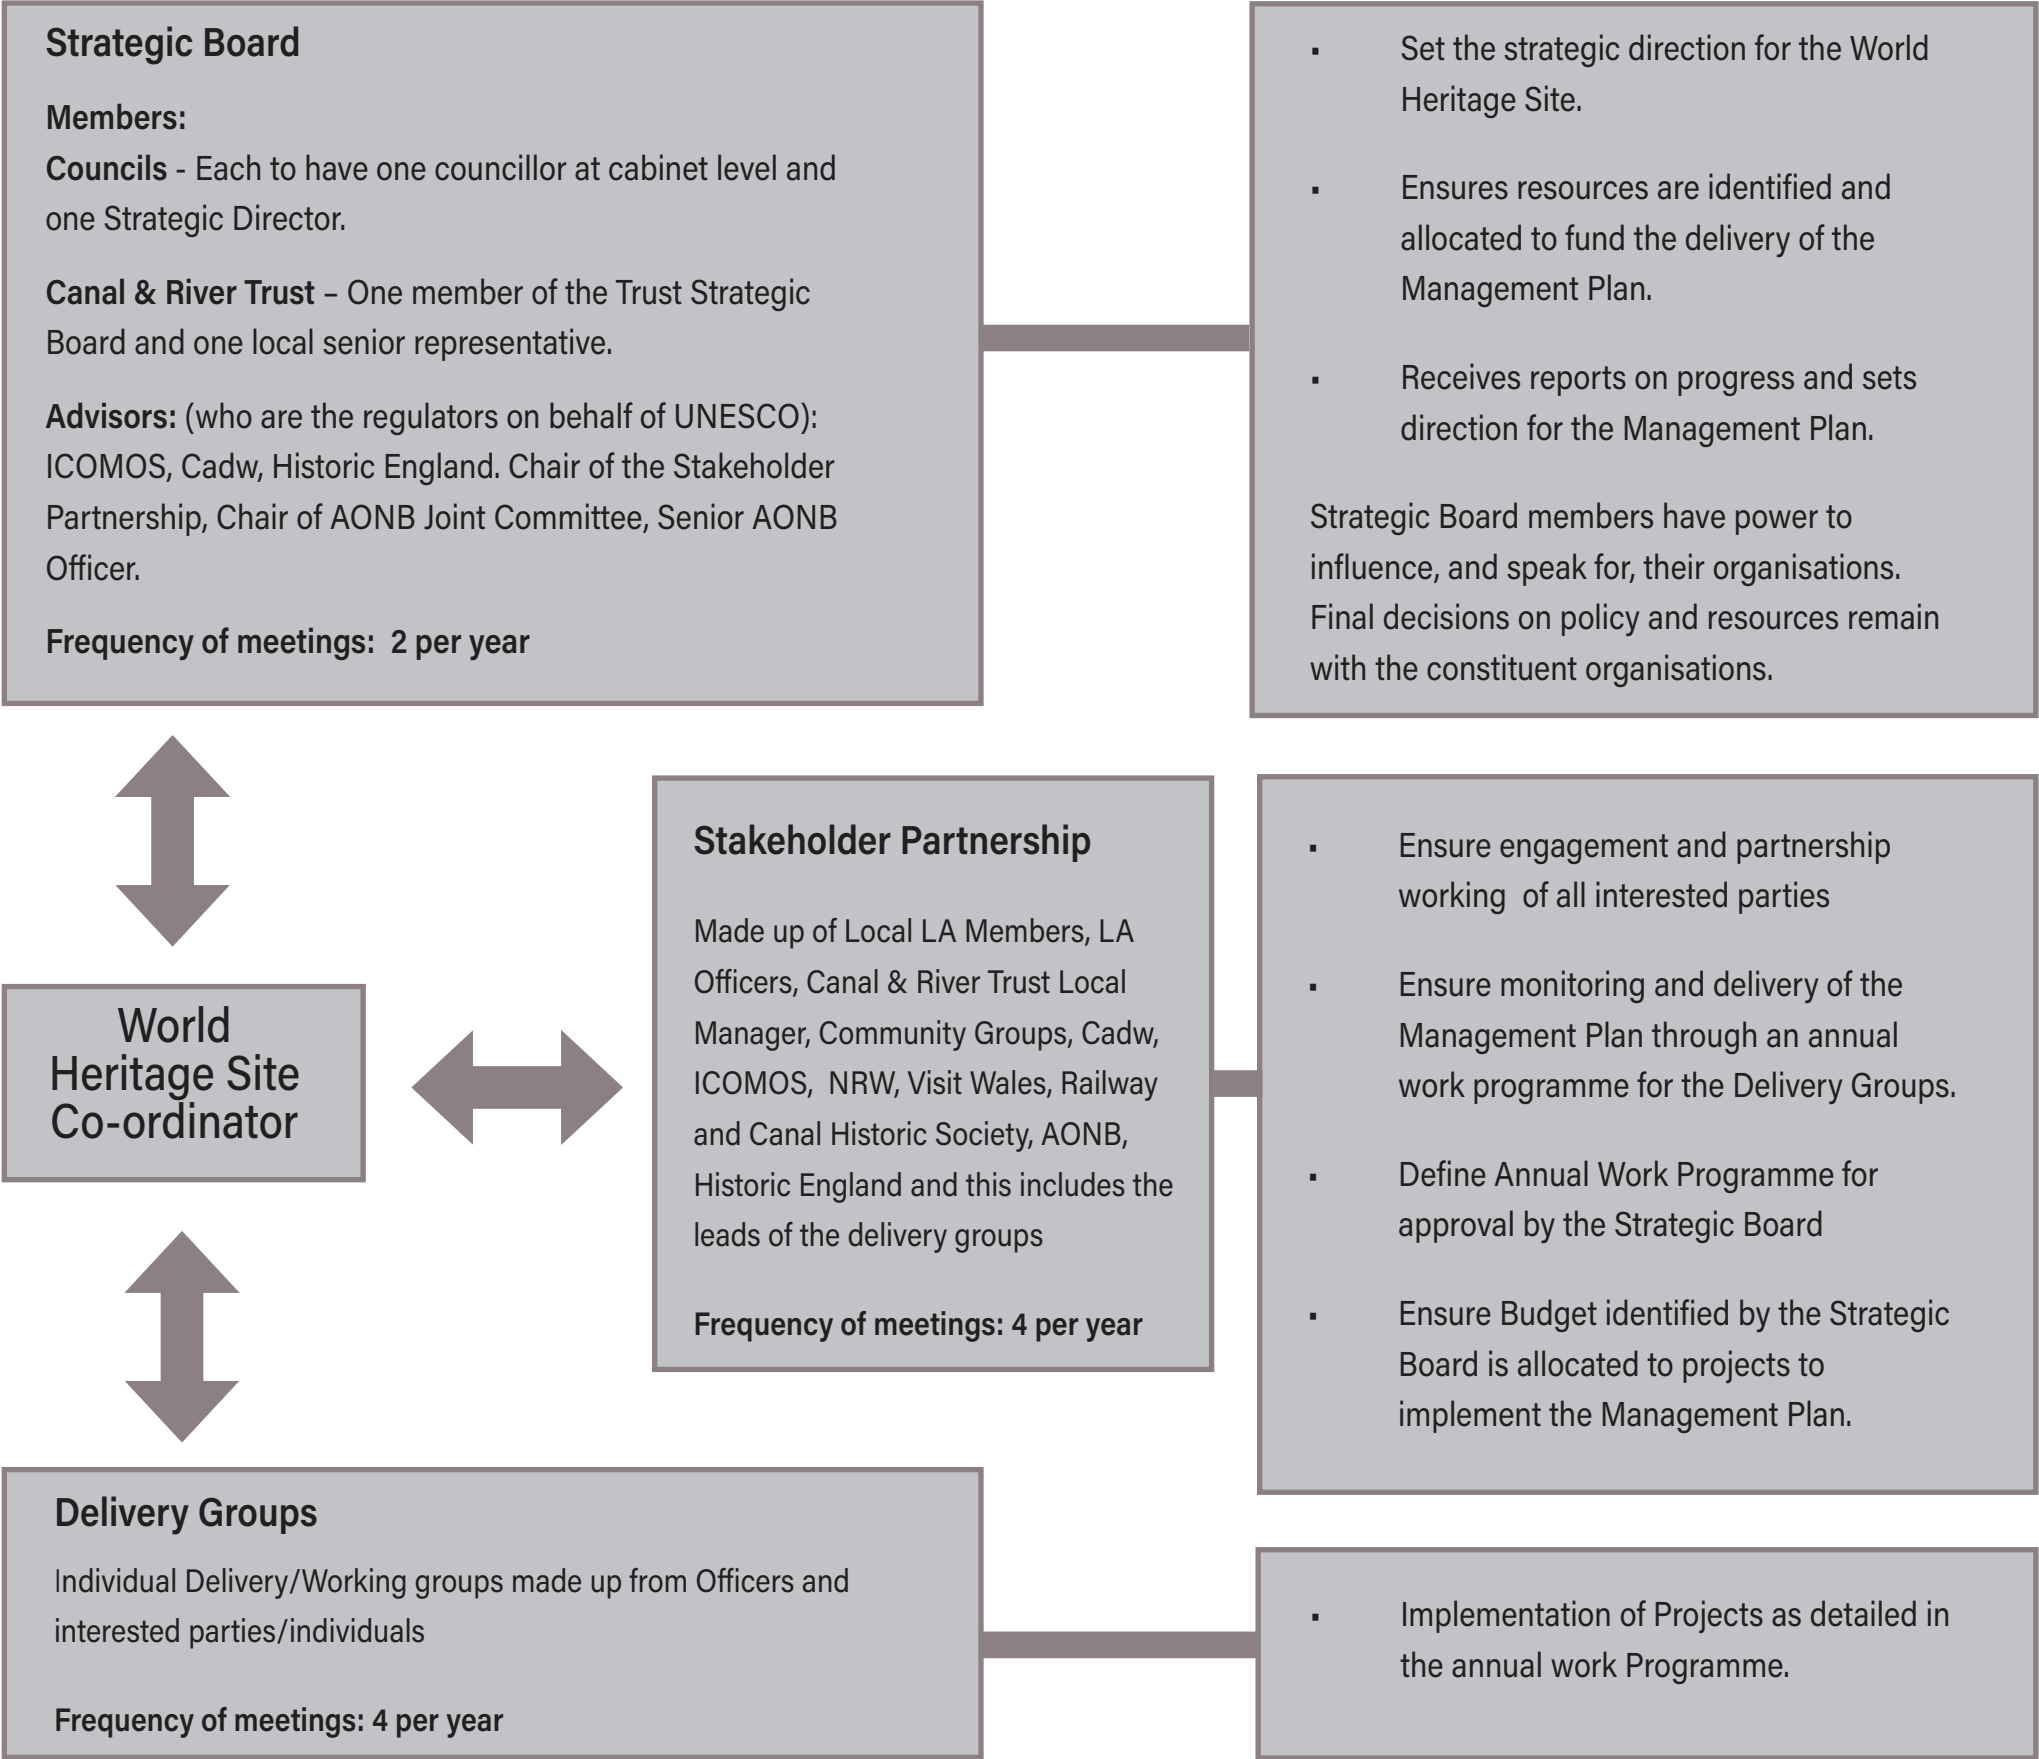 Strategic Board
Members:
Councils - Each to have one councillor at cabinet level and
one Strategic Director.
Canal & River Trust – One member of the Trust Strategic
Board and one local senior representative.
Advisors: (who are the regulators on behalf of UNESCO):
ICOMOS, Cadw, Historic England. Chair of the Stakeholder
Partnership, Chair of AONB Joint Committee, Senior AONB
Officer.
Frequency of meetings:  2 per year
▪ Set the strategic direction for the World
Heritage Site.
▪ Ensures resources are identified and
allocated to fund the delivery of the
Management Plan.
▪ Receives reports on progress and sets
direction for the Management Plan.
Strategic Board members have power to
influence, and speak for, their organisations.
Final decisions on policy and resources remain
with the constituent organisations.
World
Heritage Site
Co-ordinator
Stakeholder Partnership
Made up of Local LA Members, LA
Officers, Canal & River Trust Local
Manager, Community Groups, Cadw,
ICOMOS,  NRW, Visit Wales, Railway
and Canal Historic Society, AONB,
Historic England and this includes the
leads of the delivery groups
Frequency of meetings: 4 per year
▪ Ensure engagement and partnership
working  of all interested parties
▪ Ensure monitoring and delivery of the
Management Plan through an annual
work programme for the Delivery Groups.
▪ Define Annual Work Programme for
approval by the Strategic Board
▪ Ensure Budget identified by the Strategic
Board is allocated to projects to
implement the Management Plan.
Delivery Groups
Individual Delivery/Working groups made up from Officers and
interested parties/individuals
Frequency of meetings: 4 per year
▪ Implementation of Projects as detailed in
the annual work Programme.